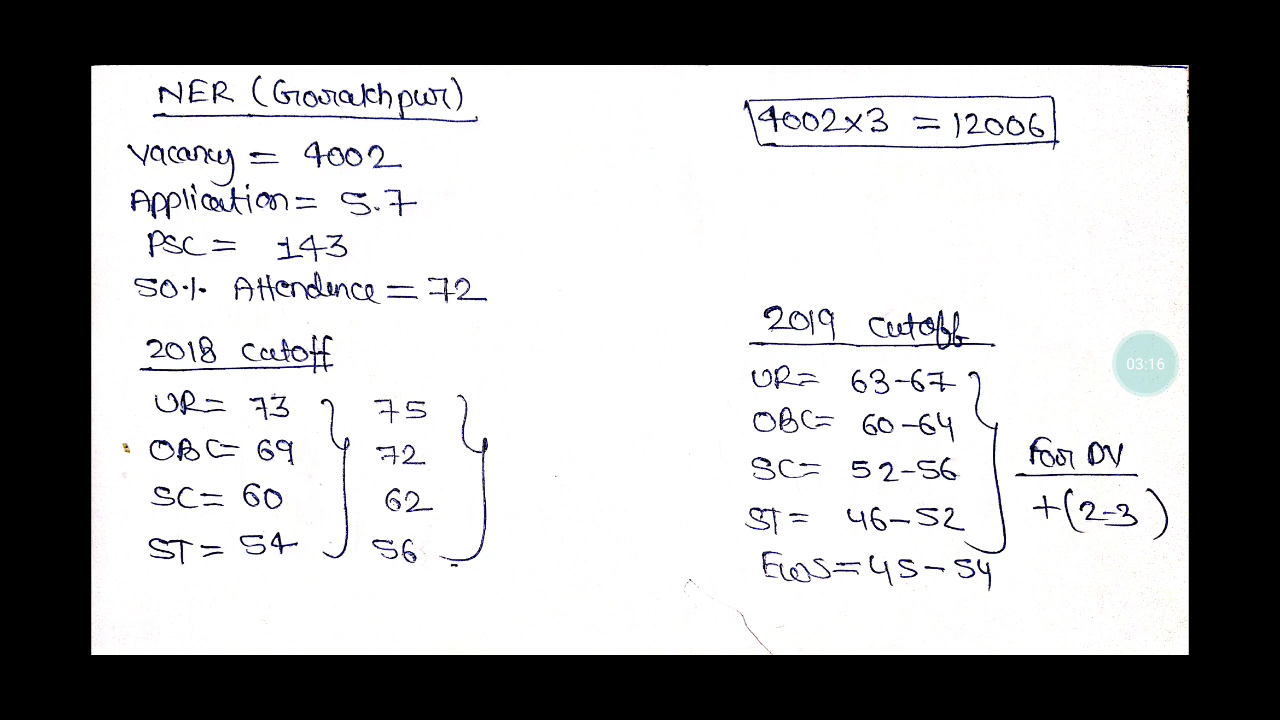 NER (Gorakhpur)
Vacancy = 4002
Application = 5.7
PSC = 143
50% Attendence = 72
2018 cutoff
UR = 73 75
OBC = 69 72
SC = 60 62
ST = 54 56
4002×3 = 12006
2019 cutoff
UR = 63-67
OBC = 60-64
SC = 52-56
ST = 46-52
EWS = 45-54
For DV
+(2-3)
03:16